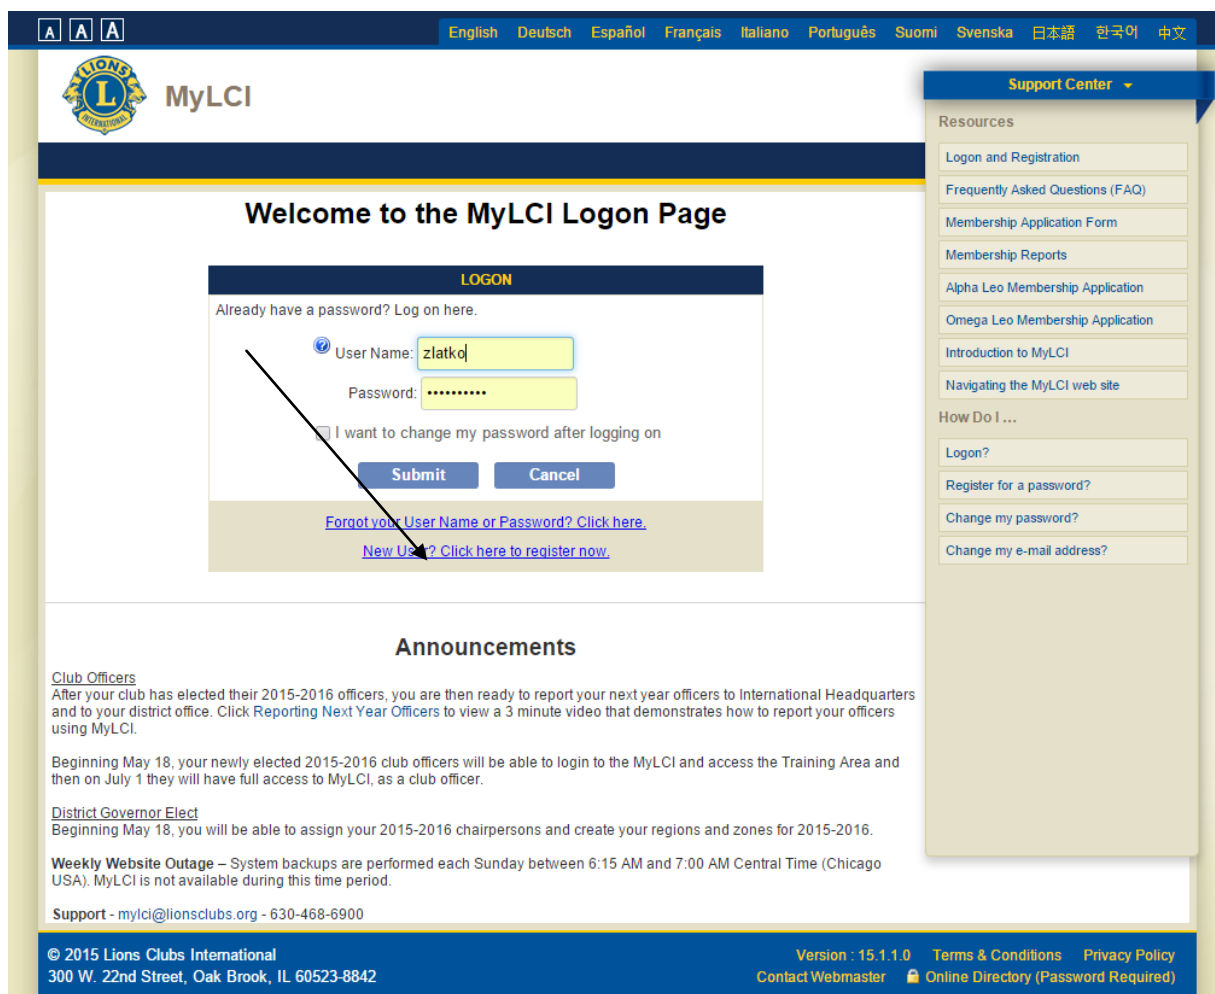 A A A
English Deutsch Español Français Italiano Português Suomi Svenska 日本語 한국어 中文
LIONS
L
INTERNATIONAL
MyLCI
Support Center
Resources
Logon and Registration
Frequently Asked Questions (FAQ)
Membership Application Form
Membership Reports
Alpha Leo Membership Application
Omega Leo Membership Application
Introduction to MyLCI
Navigating the MyLCI web site
How Do I ...
Logon?
Register for a password?
Change my password?
Change my e-mail address?
Welcome to the MyLCI Logon Page
LOGON
Already have a password? Log on here.
User Name: zlatko
Password: ••••••••••
I want to change my password after logging on
Submit Cancel
Forgot your User Name or Password? Click here.
New User? Click here to register now.
Announcements
Club Officers
After your club has elected their 2015-2016 officers, you are then ready to report your next year officers to International Headquarters
and to your district office. Click Reporting Next Year Officers to view a 3 minute video that demonstrates how to report your officers
using MyLCI.
Beginning May 18, your newly elected 2015-2016 club officers will be able to login to the MyLCI and access the Training Area and
then on July 1 they will have full access to MyLCI, as a club officer.
District Governor Elect
Beginning May 18, you will be able to assign your 2015-2016 chairpersons and create your regions and zones for 2015-2016.
Weekly Website Outage – System backups are performed each Sunday between 6:15 AM and 7:00 AM Central Time (Chicago
USA). MyLCI is not available during this time period.
Support - mylci@lionsclubs.org - 630-468-6900
© 2015 Lions Clubs International
300 W. 22nd Street, Oak Brook, IL 60523-8842
Version : 15.1.1.0 Terms & Conditions Privacy Policy
Contact Webmaster Online Directory (Password Required)